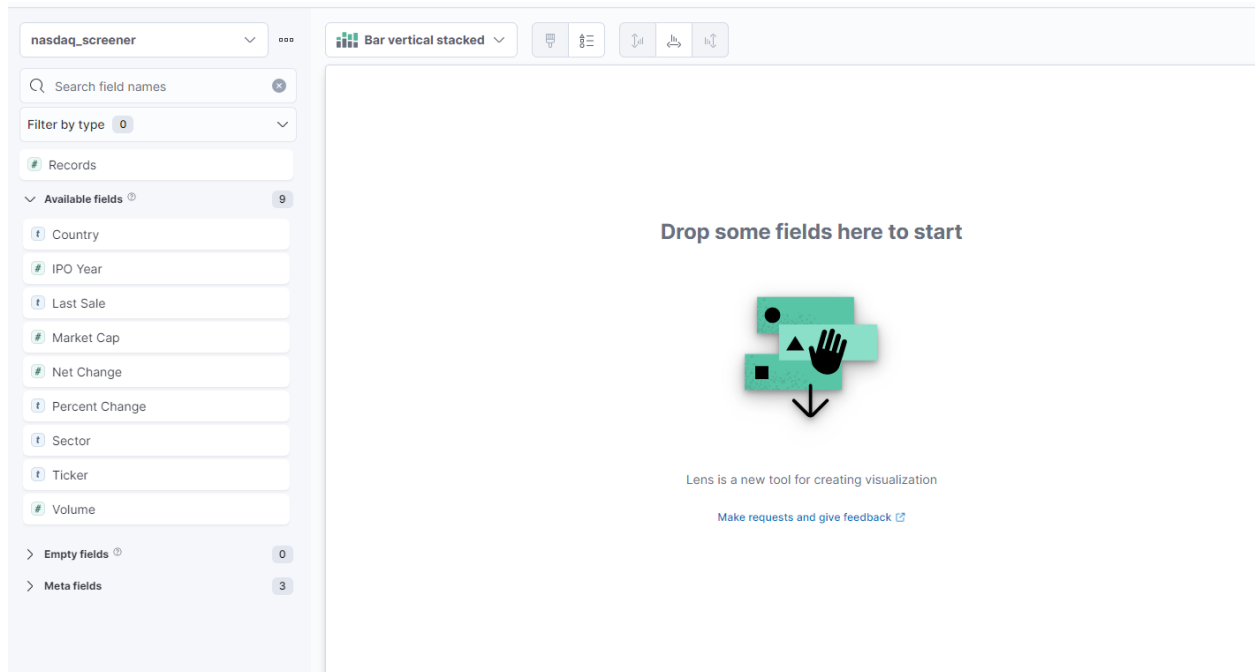 nasdaq_screener
Bar vertical stacked
Search field names
Filter by type 0
# Records
Available fields 9
t Country
# IPO Year
t Last Sale
# Market Cap
# Net Change
t Percent Change
t Sector
t Ticker
# Volume
Empty fields 0
Meta fields 3
Drop some fields here to start
Lens is a new tool for creating visualization
Make requests and give feedback